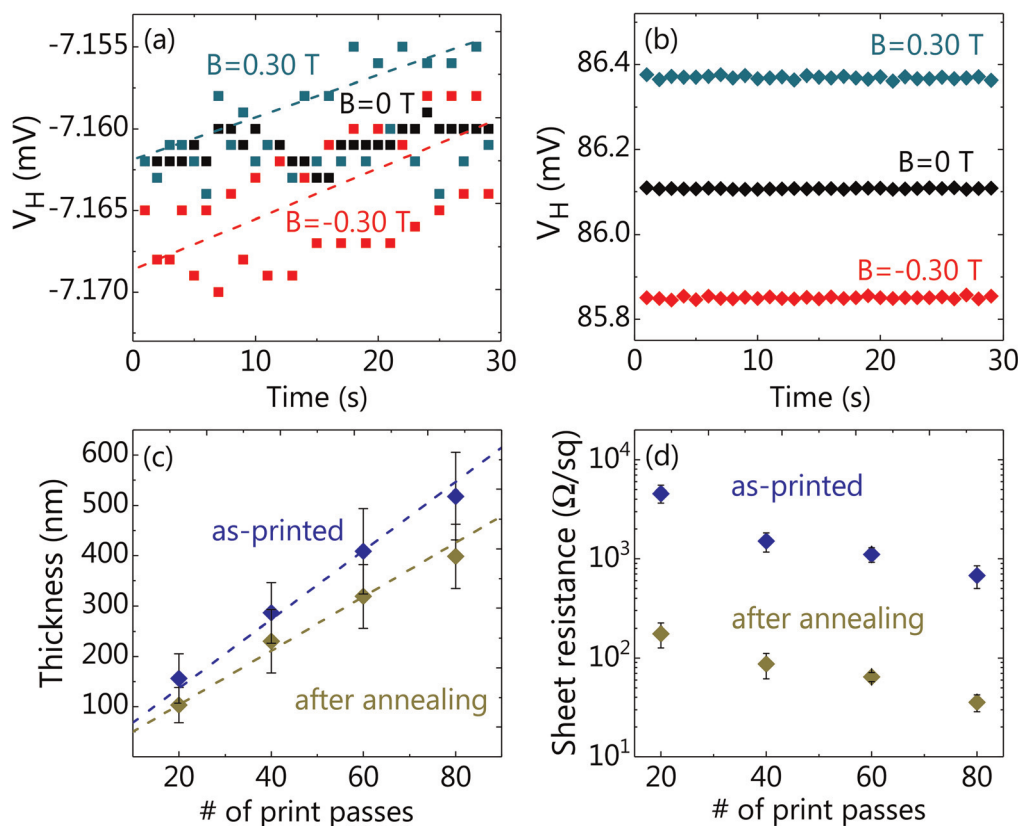 (a)
B=0.30 T
B=0 T
B=-0.30 T
-7.155
-7.160
-7.165
-7.170
V_H (mV)
0 10 20 30
Time (s)
(b)
B=0.30 T
B=0 T
B=-0.30 T
86.4
86.2
86.0
85.8
V_H (mV)
0 10 20 30
Time (s)
(c)
as-printed
after annealing
600
500
400
300
200
100
Thickness (nm)
20 40 60 80
# of print passes
(d)
as-printed
after annealing
10^4
10^3
10^2
10^1
Sheet resistance (Ω/sq)
20 40 60 80
# of print passes